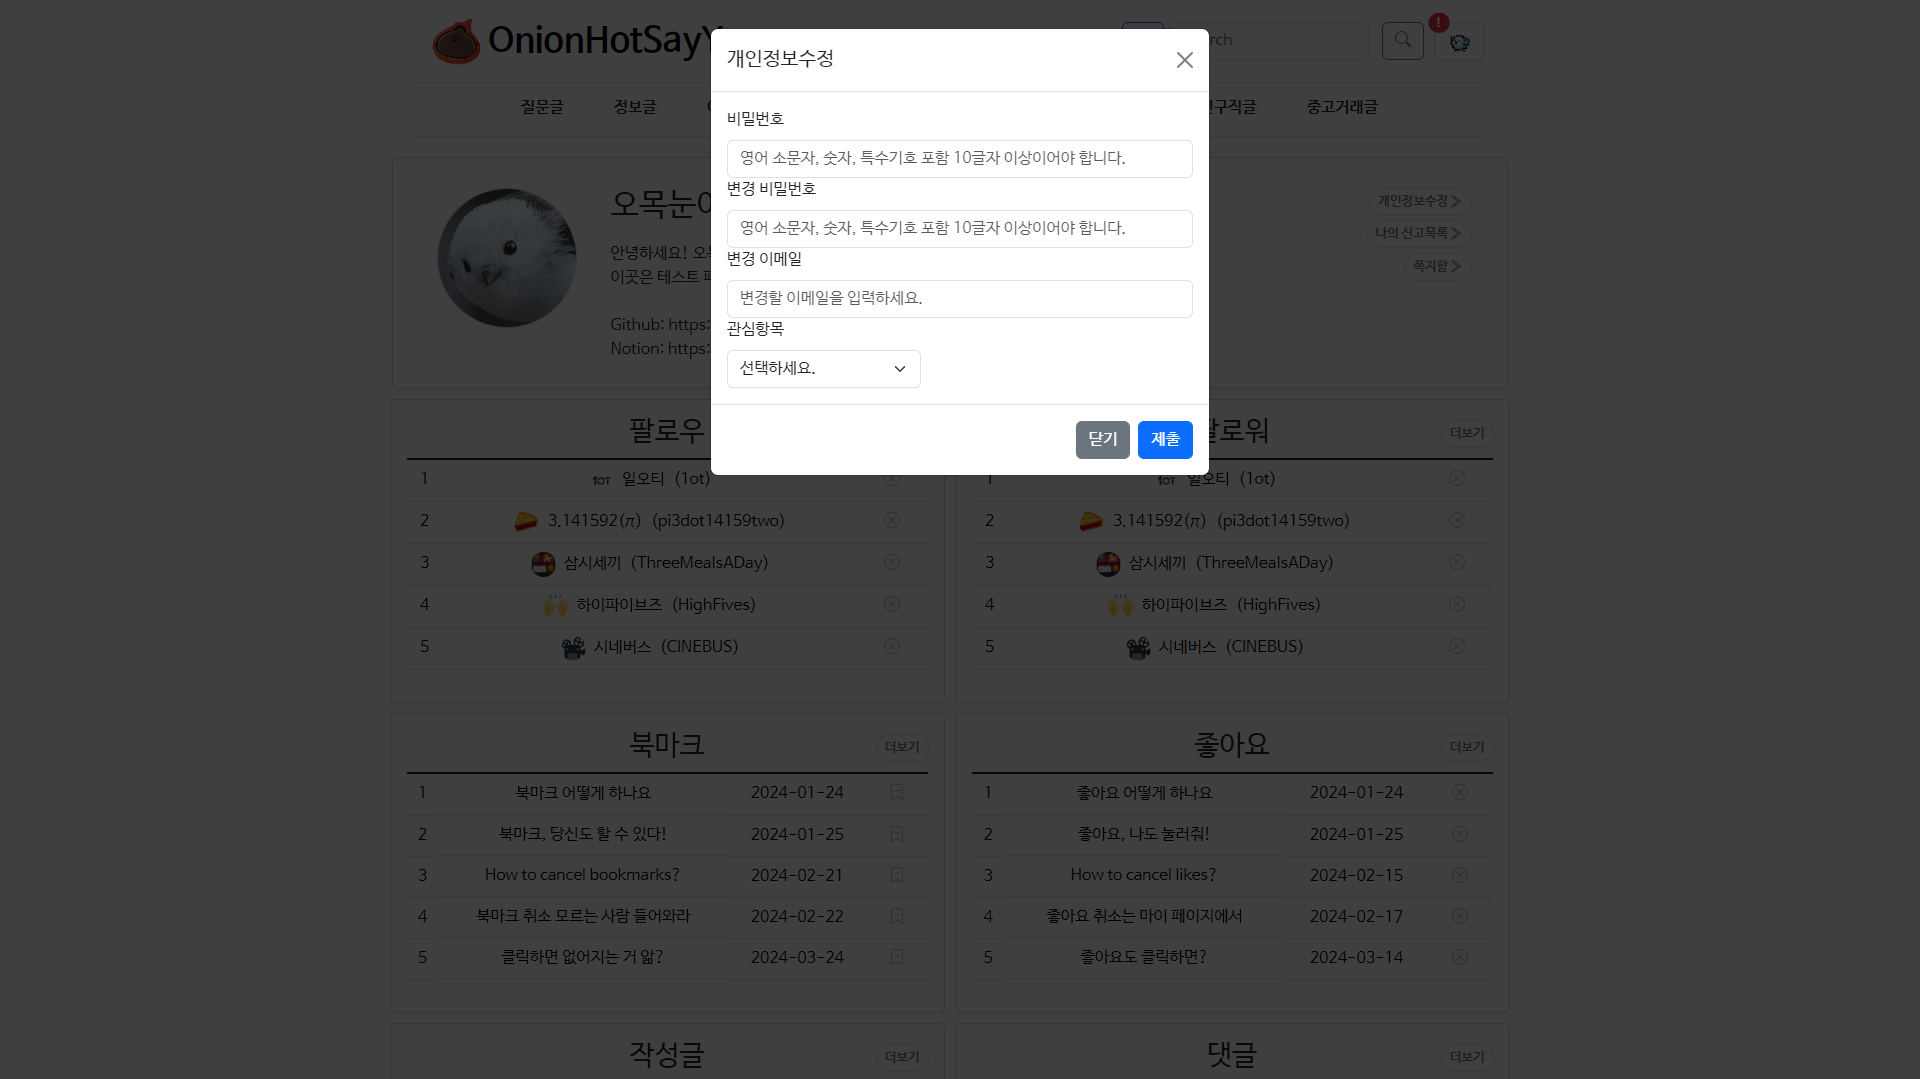 OnionHotSayY
rch
!
질문글
정보글
인구직글
중고거래글
개인정보수정
비밀번호
영어 소문자, 숫자, 특수기호 포함 10글자 이상이어야 합니다.
변경 비밀번호
영어 소문자, 숫자, 특수기호 포함 10글자 이상이어야 합니다.
변경 이메일
변경할 이메일을 입력하세요.
관심항목
선택하세요.
닫기 제출
오목눈이
안녕하세요! 오목
이곳은 테스트 페
Github: https:
Notion: https:
개인정보수정
나의 신고목록
쪽지함
팔로우
1 1OT 일오티 (1ot)
2 3.141592(π) (pi3dot14159two)
3 삼시세끼 (ThreeMealsADay)
4 하이파이브즈 (HighFives)
5 시네버스 (CINEBUS)
팔로워 더보기
1 1OT 일오티 (1ot)
2 3.141592(π) (pi3dot14159two)
3 삼시세끼 (ThreeMealsADay)
4 하이파이브즈 (HighFives)
5 시네버스 (CINEBUS)
북마크 더보기
1 북마크 어떻게 하나요 2024-01-24
2 북마크, 당신도 할 수 있다! 2024-01-25
3 How to cancel bookmarks? 2024-02-21
4 북마크 취소 모르는 사람 들어와라 2024-02-22
5 클릭하면 없어지는 거 앎? 2024-03-24
좋아요 더보기
1 좋아요 어떻게 하나요 2024-01-24
2 좋아요, 나도 눌러줘! 2024-01-25
3 How to cancel likes? 2024-02-15
4 좋아요 취소는 마이 페이지에서 2024-02-17
5 좋아요도 클릭하면? 2024-03-14
작성글 더보기
댓글 더보기